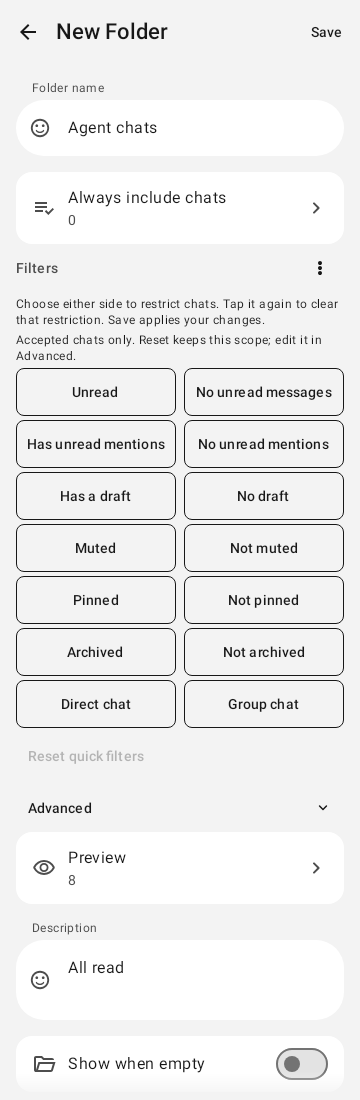 New Folder
Save
Folder name
Agent chats
Always include chats
0
Filters
Choose either side to restrict chats. Tap it again to clear
that restriction. Save applies your changes.
Accepted chats only. Reset keeps this scope; edit it in
Advanced.
Unread
No unread messages
Has unread mentions
No unread mentions
Has a draft
No draft
Muted
Not muted
Pinned
Not pinned
Archived
Not archived
Direct chat
Group chat
Reset quick filters
Advanced
Preview
8
Description
All read
Show when empty